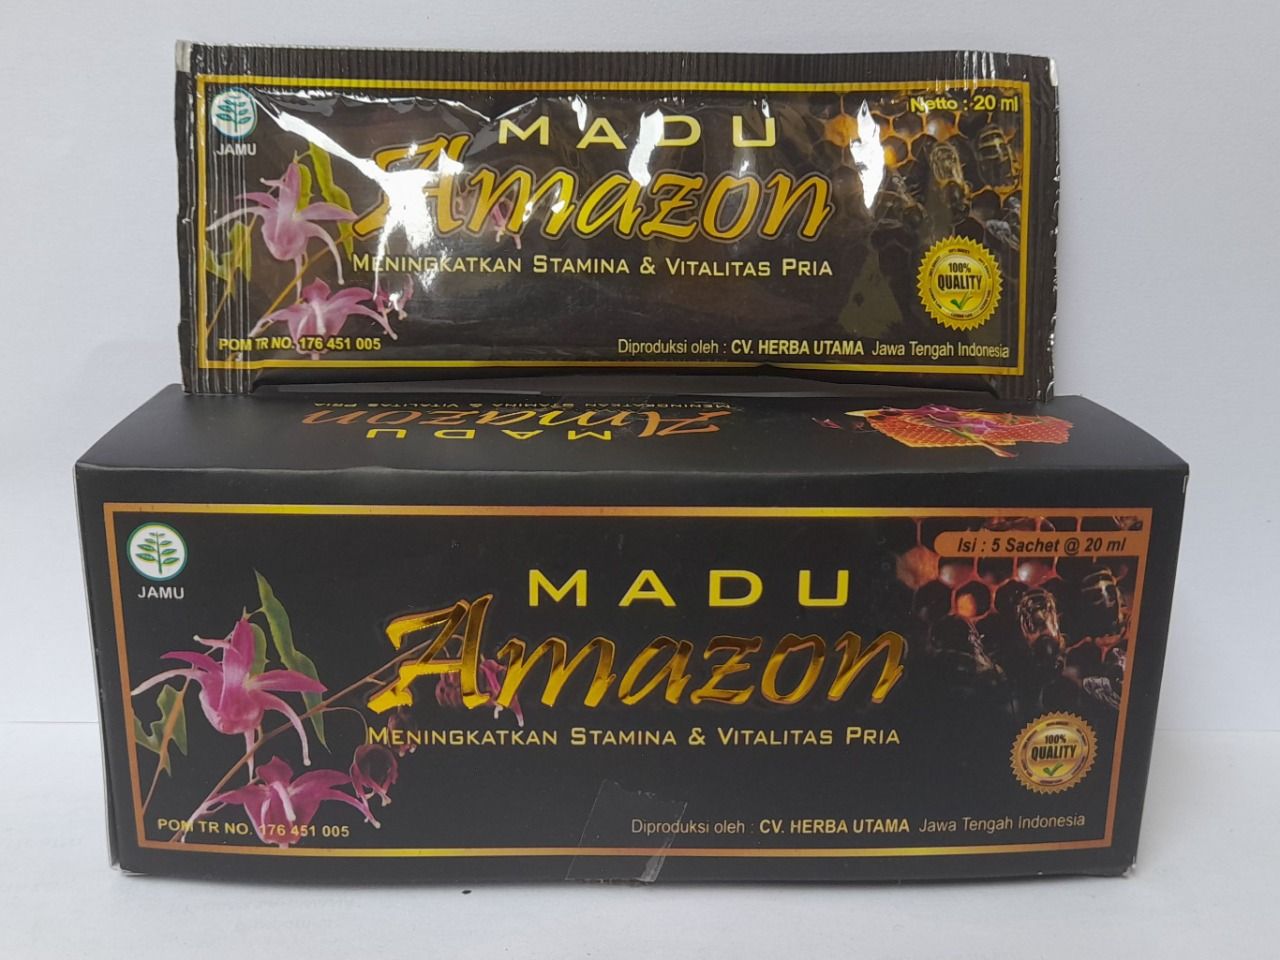 Netto : 20 ml
JAMU
MADU
Amazon
MENINGKATKAN STAMINA & VITALITAS PRIA
100%
QUALITY
POM TR NO. 176 451 005
Diproduksi oleh : CV. HERBA UTAMA Jawa Tengah Indonesia
MENINGKATKAN STAMINA & VITALITAS PRIA
Amazon
MADU
Isi : 5 Sachet @ 20 ml
JAMU
MADU
Amazon
MENINGKATKAN STAMINA & VITALITAS PRIA
100%
QUALITY
POM TR NO. 176 451 005
Diproduksi oleh : CV. HERBA UTAMA Jawa Tengah Indonesia